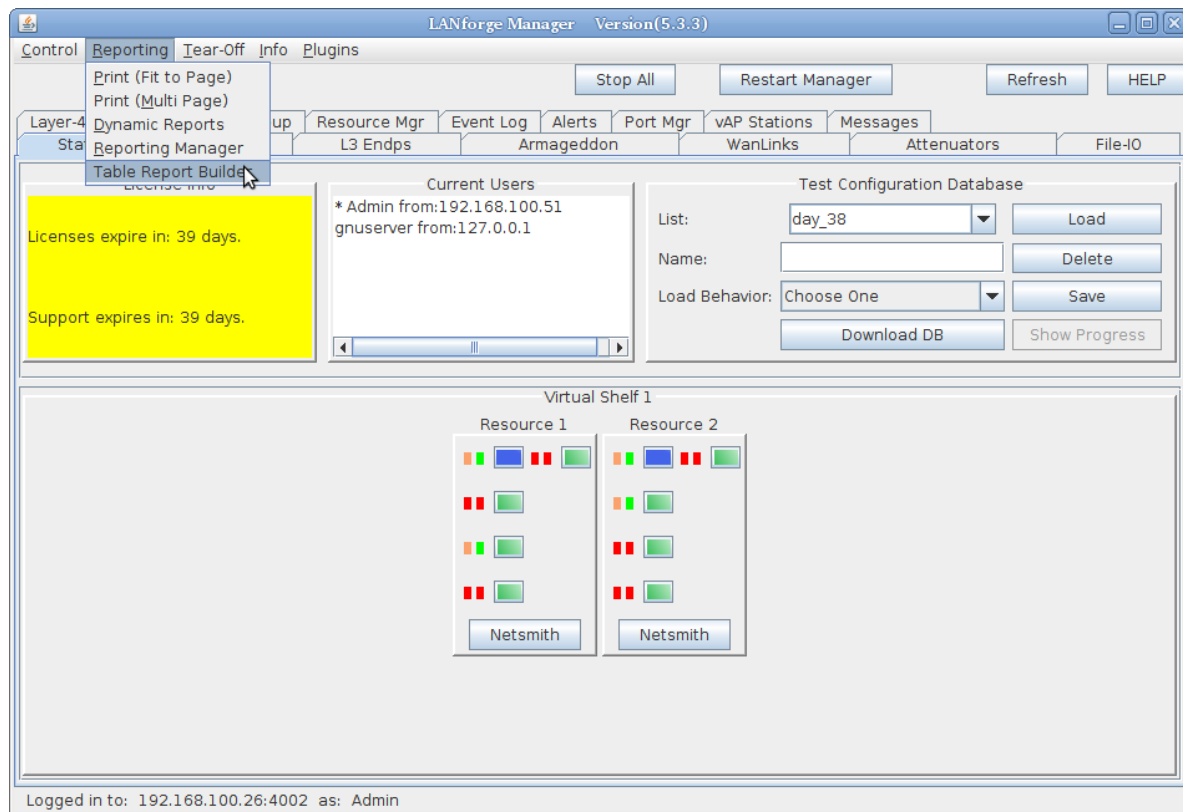 LANforge Manager Version(5.3.3)
Control Reporting Tear-Off Info Plugins
Print (Fit to Page)
Print (Multi Page)
Dynamic Reports
Reporting Manager
Table Report Builder
Stop All Restart Manager Refresh HELP
Layer-4 up Resource Mgr Event Log Alerts Port Mgr vAP Stations Messages
Stat L3 Endps Armageddon WanLinks Attenuators File-IO
License Info
Licenses expire in: 39 days.
Support expires in: 39 days.
Current Users
* Admin from:192.168.100.51
gnuserver from:127.0.0.1
Test Configuration Database
List: day_38 Load
Name: Delete
Load Behavior: Choose One Save
Download DB Show Progress
Virtual Shelf 1
Resource 1 Resource 2
Netsmith Netsmith
Logged in to: 192.168.100.26:4002 as: Admin